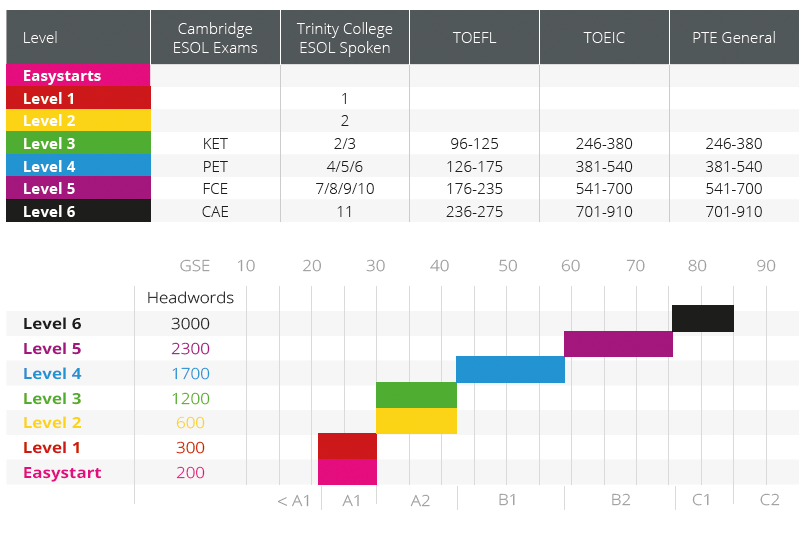 Level Cambridge ESOL Exams Trinity College ESOL Spoken TOEFL TOEIC PTE General
Easystarts
Level 1 1
Level 2 2
Level 3 KET 2/3 96-125 246-380 246-380
Level 4 PET 4/5/6 126-175 381-540 381-540
Level 5 FCE 7/8/9/10 176-235 541-700 541-700
Level 6 CAE 11 236-275 701-910 701-910
GSE 10 20 30 40 50 60 70 80 90
Headwords
Level 6 3000
Level 5 2300
Level 4 1700
Level 3 1200
Level 2 600
Level 1 300
Easystart 200
< A1 A1 A2 B1 B2 C1 C2